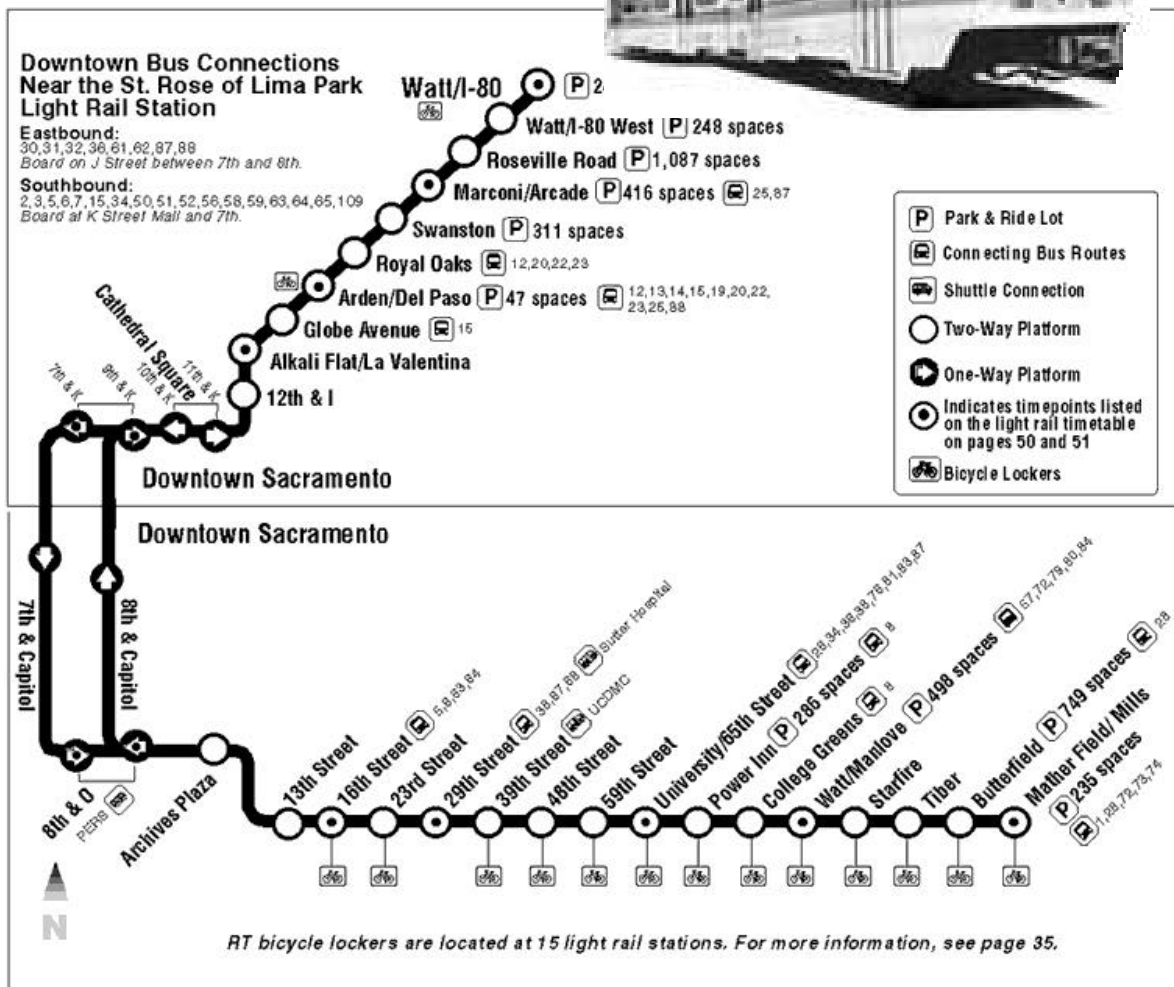 Downtown Bus Connections
Near the St. Rose of Lima Park
Light Rail Station
Eastbound:
30,31,32,36,61,62,87,88
Board on J Street between 7th and 8th.
Southbound:
2,3,5,6,7,15,34,50,51,52,56,58,59,63,64,65,109
Board at K Street Mall and 7th.
Watt/I-80 P
Watt/I-80 West P 248 spaces
Roseville Road P 1,087 spaces
Marconi/Arcade P 416 spaces 25,87
Swanston P 311 spaces
Royal Oaks 12,20,22,23
Arden/Del Paso P 47 spaces 12,13,14,15,19,20,22,
23,25,88
Globe Avenue 15
Alkali Flat/La Valentina
12th & I
Cathedral Square
7th & K
9th & K
10th & K
11th & K
Downtown Sacramento
P Park & Ride Lot
Connecting Bus Routes
Shuttle Connection
Two-Way Platform
One-Way Platform
Indicates timepoints listed
on the light rail timetable
on pages 50 and 51
Bicycle Lockers
Downtown Sacramento
7th & Capitol
8th & Capitol
8th & O
PERS
Archives Plaza
13th Street
16th Street
23rd Street
29th Street 38,87,88 Sutter Hospital
39th Street UCDMC
48th Street
59th Street
University/65th Street
Power Inn P 286 spaces 8
College Greens 8
Watt/Manlove P 498 spaces
Starfire
Tiber
Butterfield P 749 spaces 28
Mather Field/ Mills
P 235 spaces
1,28,72,73,74
N
RT bicycle lockers are located at 15 light rail stations. For more information, see page 35.